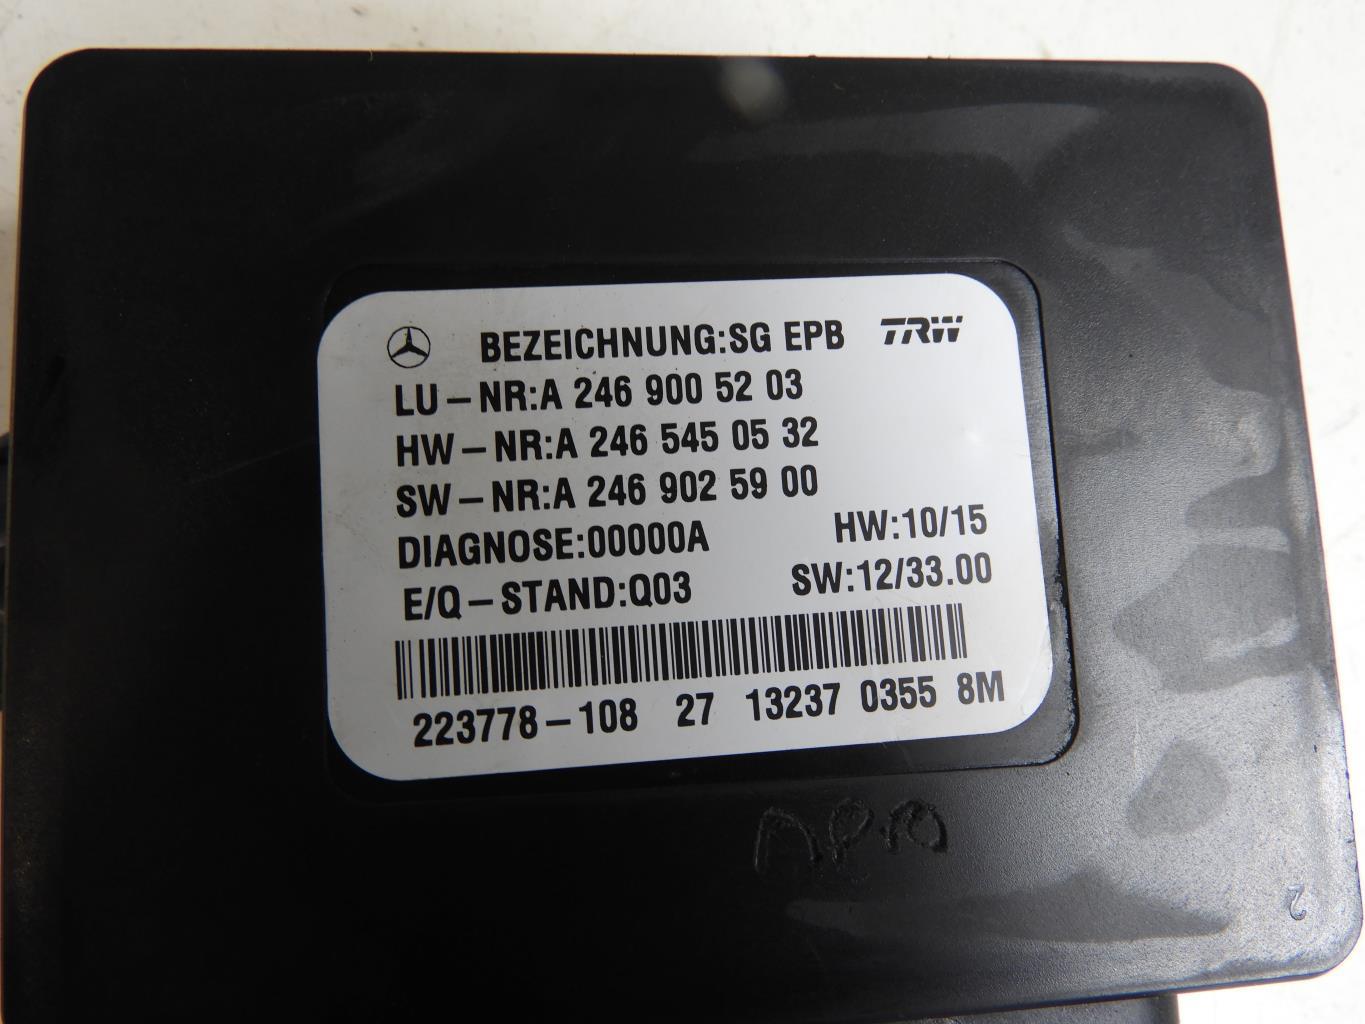 BEZEICHNUNG:SG EPB TRW
LU-NR:A 246 900 52 03
HW-NR:A 246 545 05 32
SW-NR:A 246 902 59 00
DIAGNOSE:00000A HW:10/15
E/Q-STAND:Q03 SW:12/33.00
223778-108 27 13237 0355 8M
2